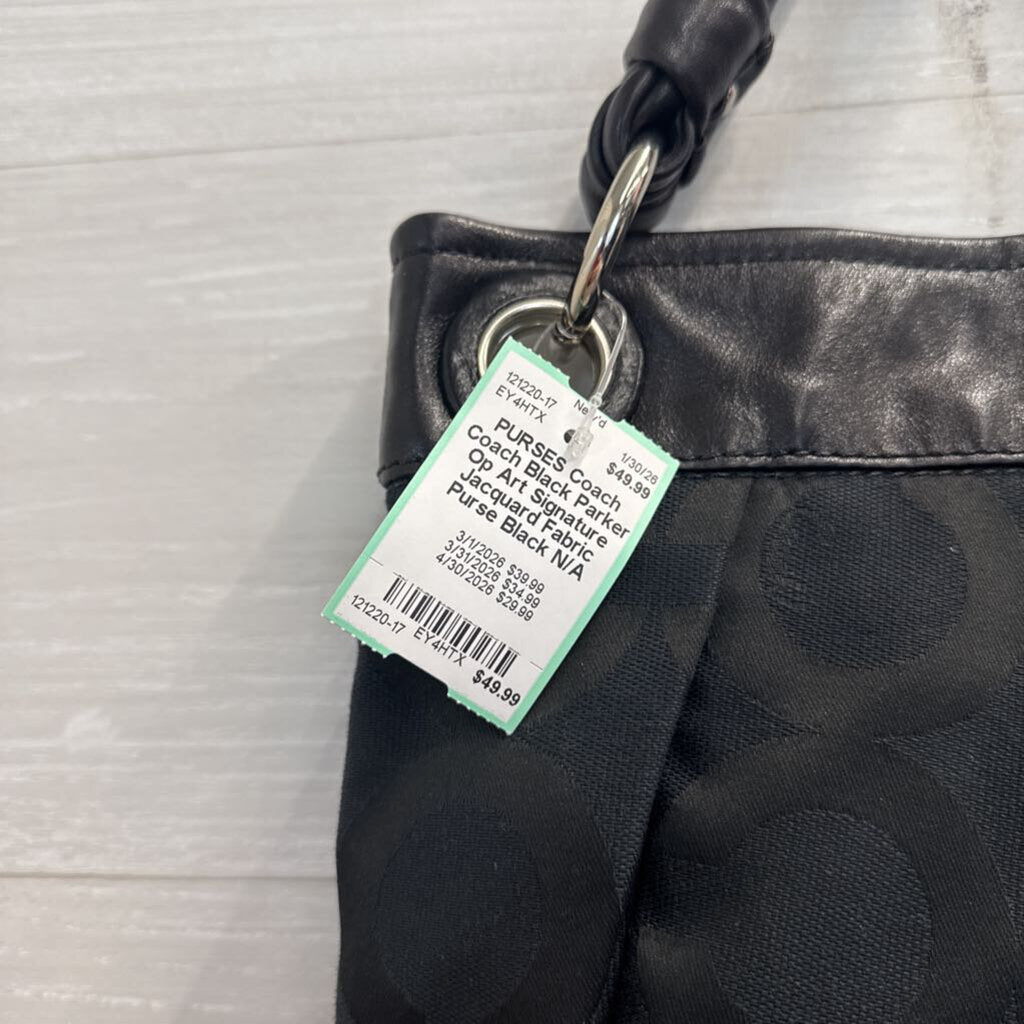 121220-17
EY4HTX
1/30/26
$49.99
PURSES Coach
Coach Black Parker
Op Art Signature
Jacquard Fabric
Purse Black N/A
3/1/2026 $39.99
3/31/2026 $34.99
4/30/2026 $29.99
121220-17 EY4HTX
$49.99